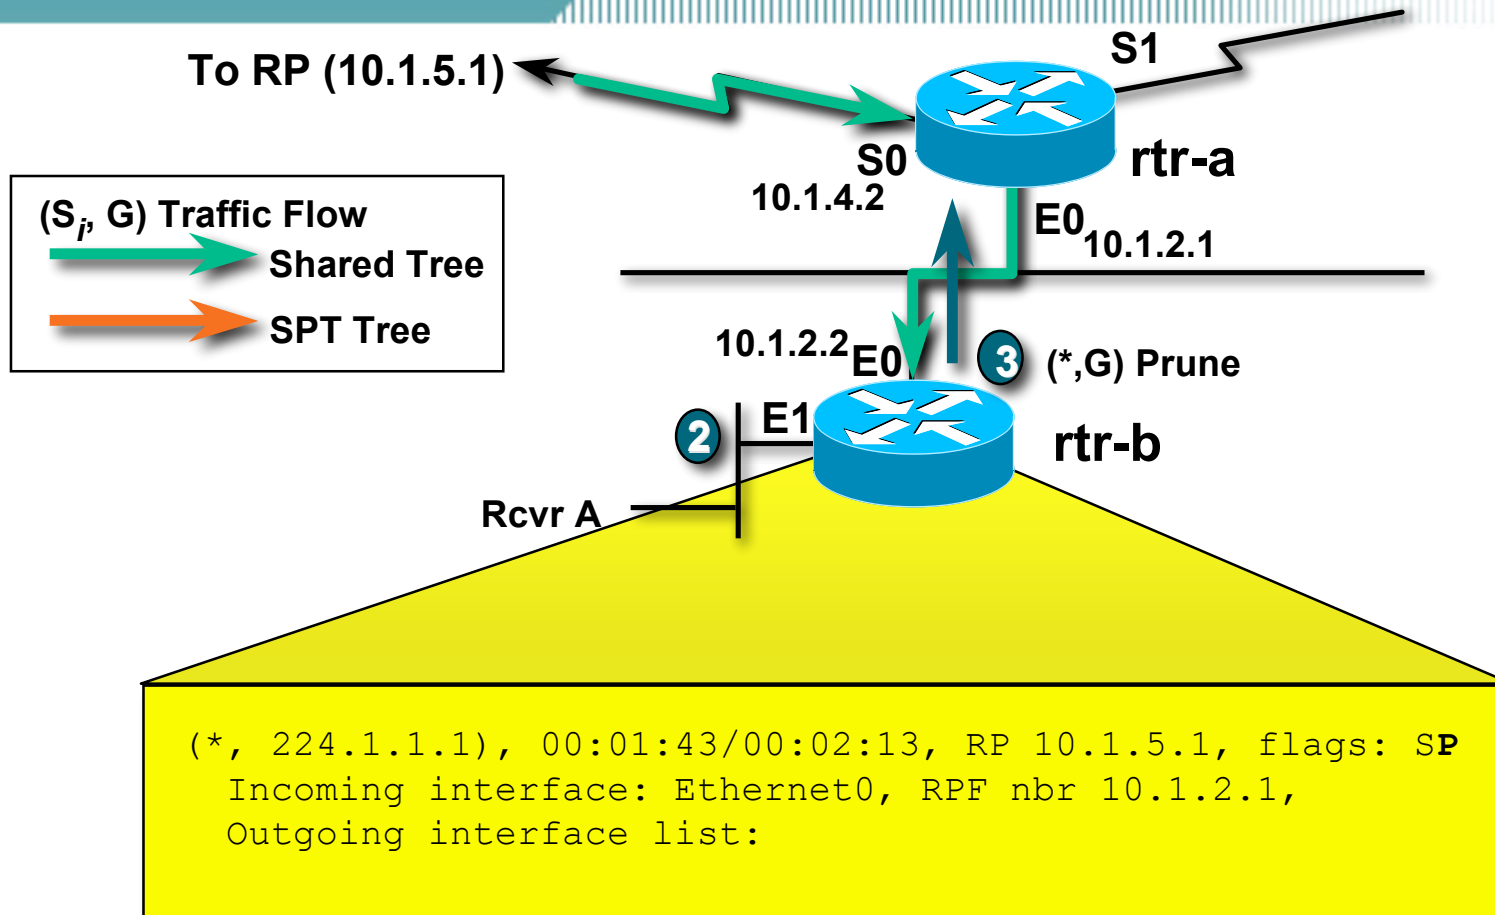 S1
To RP (10.1.5.1)
rtr-a
S0
10.1.4.2
E0
10.1.2.1
(Si, G) Traffic Flow
Shared Tree
SPT Tree
10.1.2.2
E0
3 (*,G) Prune
2
E1
rtr-b
Rcvr A
(*, 224.1.1.1), 00:01:43/00:02:13, RP 10.1.5.1, flags: SP
Incoming interface: Ethernet0, RPF nbr 10.1.2.1,
Outgoing interface list: